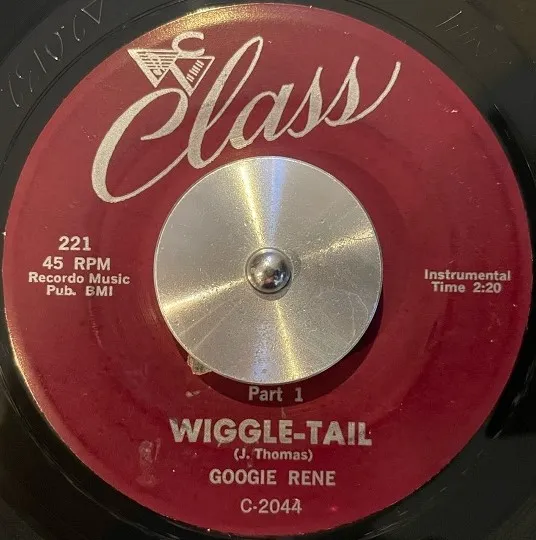 Class
221
45 RPM
Recordo Music
Pub. BMI
Instrumental
Time 2:20
Part 1
WIGGLE-TAIL
(J. Thomas)
GOOGIE RENE
C-2044